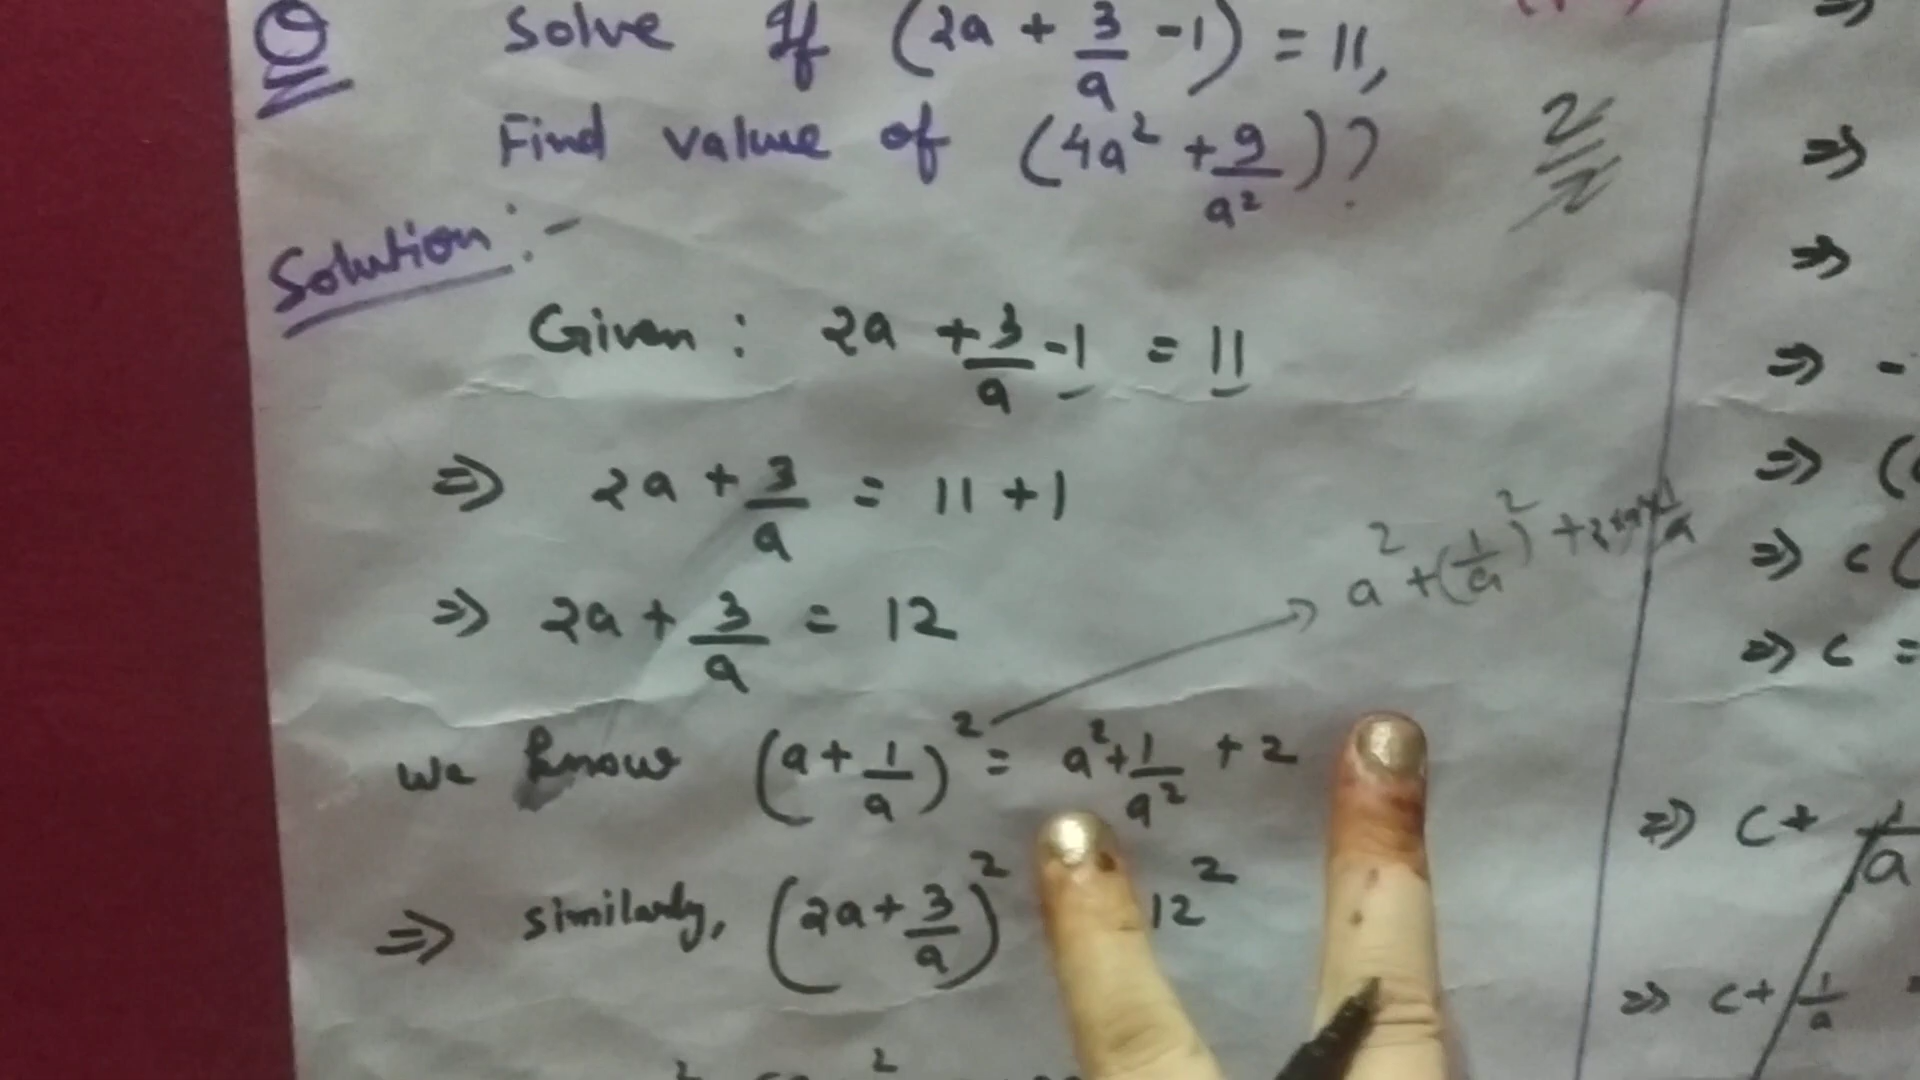 Q Solve If (2a + 3/a - 1) = 11,
Find value of (4a² + 9/a²)?
Solution :-
Given : 2a + 3/a - 1 = 11
⇒ 2a + 3/a = 11 + 1
⇒ 2a + 3/a = 12
a² + (1/a)² + 2
we know (a + 1/a)² = a² + 1/a² + 2
⇒ similarly, (2a + 3/a)² 12²
⇒
⇒
⇒
⇒ -
⇒ (
⇒ c (
⇒ c =
⇒ c + 1/a
⇒ c + 1/a =